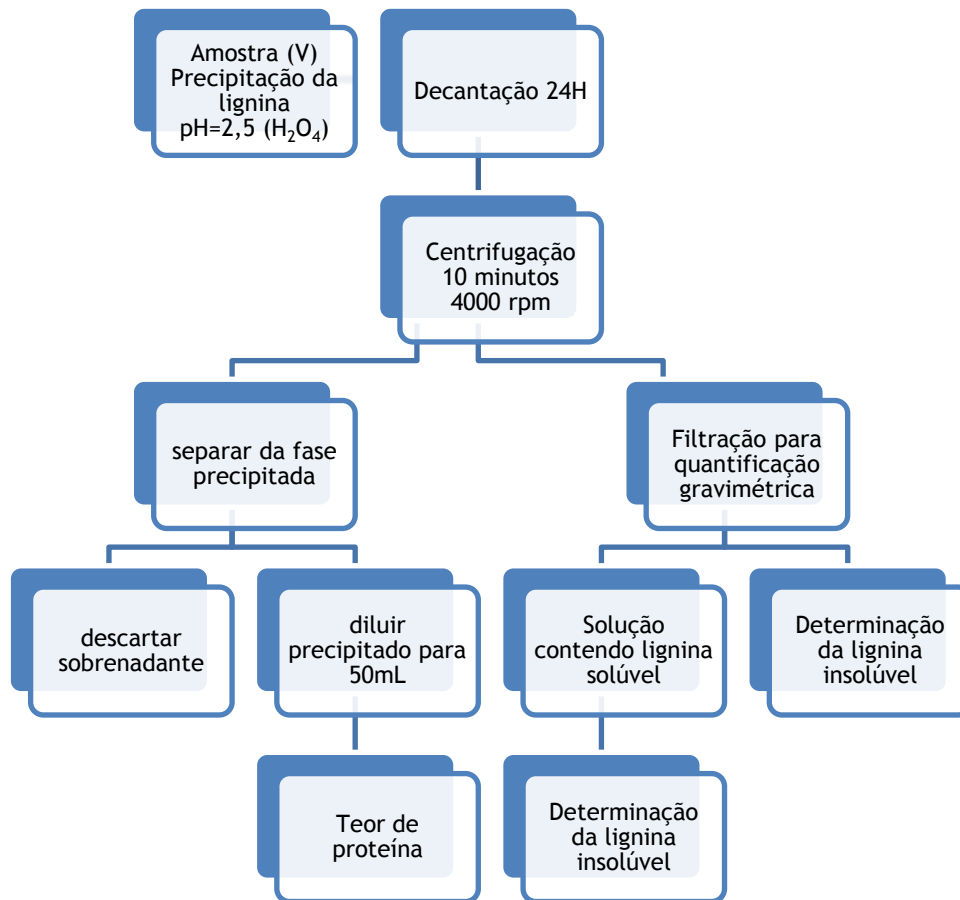 Amostra (V)
Precipitação da
lignina
pH=2,5 (H₂O₄)
Decantação 24H
Centrifugação
10 minutos
4000 rpm
separar da fase
precipitada
Filtração para
quantificação
gravimétrica
descartar
sobrenadante
diluir
precipitado para
50mL
Solução
contendo lignina
solúvel
Determinação
da lignina
insolúvel
Teor de
proteína
Determinação
da lignina
insolúvel